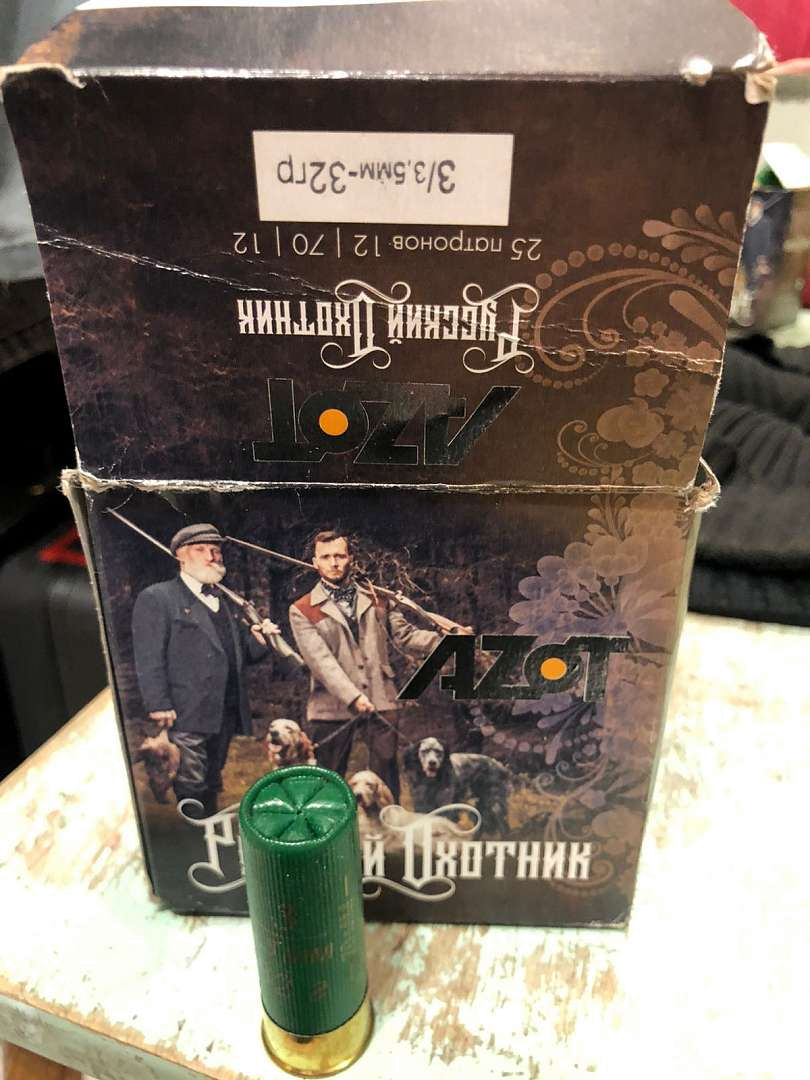 AZOT
Русский Охотник
25 патронов 12 | 70 | 12
3/3,5мм-32гр
AZOT
Охотник